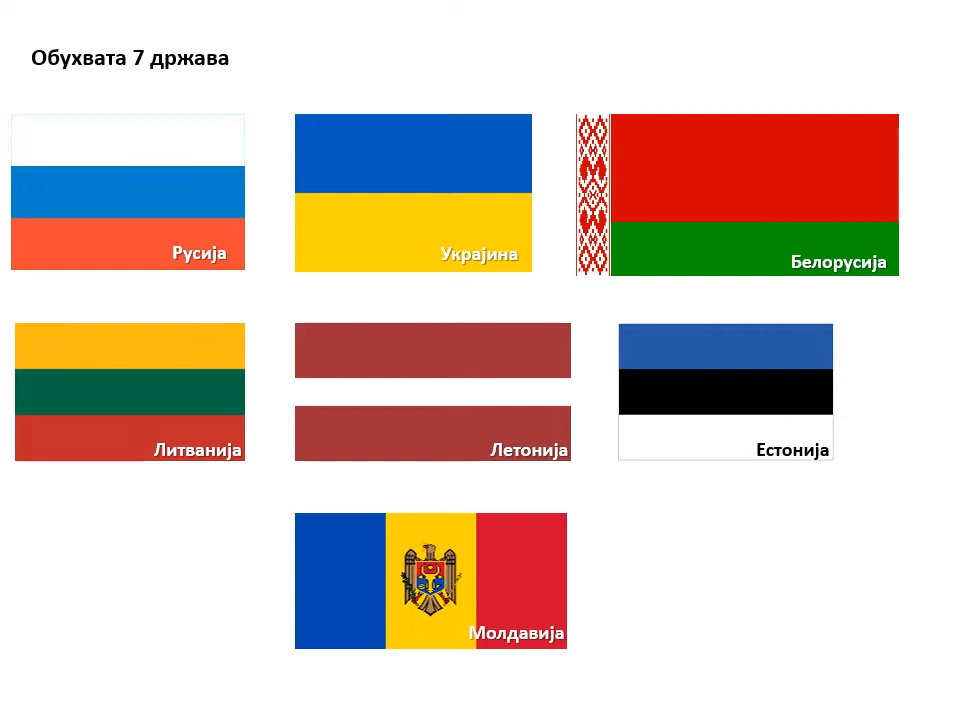 Обухвата 7 држава
Русија
Украјина
Белорусија
Литванија
Летонија
Естонија
Молдавија